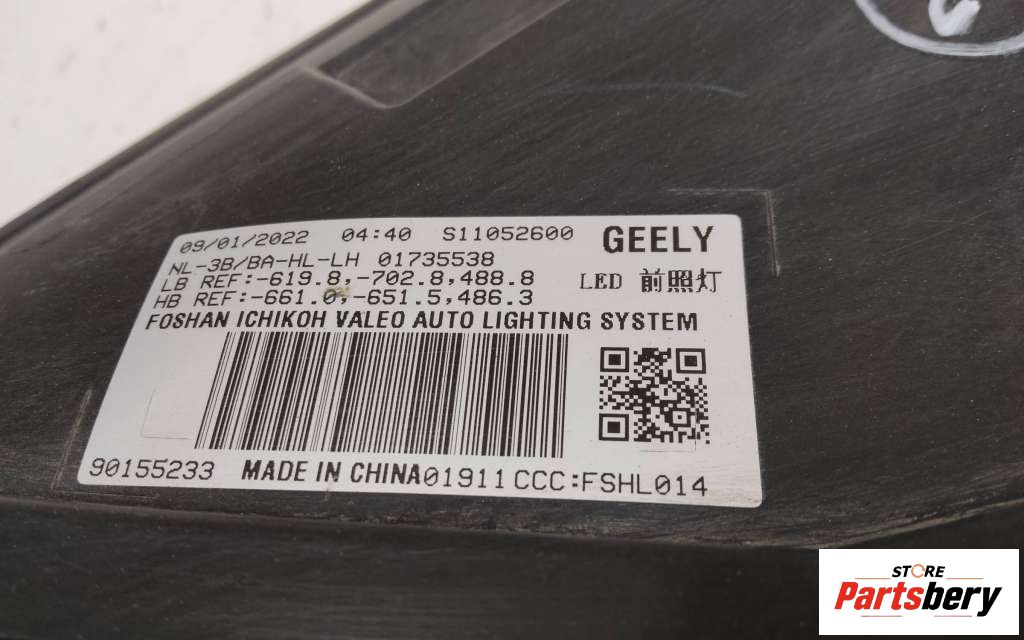 09/01/2022 04:40 S11052600 GEELY
NL-3B/BA-HL-LH 01735538
LB REF:-619.8,-702.8,488.8 LED 前照灯
HB REF:-661.0,-651.5,486.3
FOSHAN ICHIKOH VALEO AUTO LIGHTING SYSTEM
90155233 MADE IN CHINA 01911 CCC:FSHL014
STORE
Partsbery